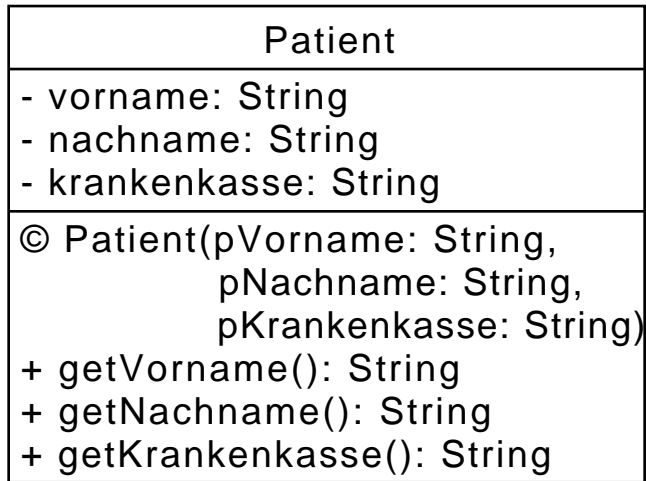 Patient
- vorname: String
- nachname: String
- krankenkasse: String
© Patient(pVorname: String,
pNachname: String,
pKrankenkasse: String)
+ getVorname(): String
+ getNachname(): String
+ getKrankenkasse(): String